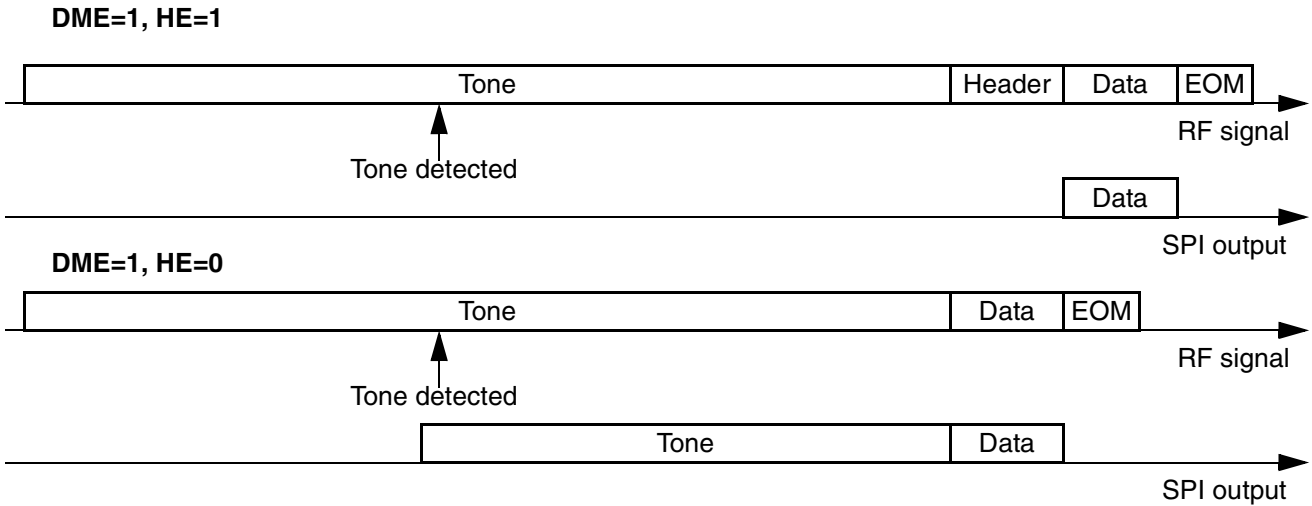 DME=1, HE=1
Tone Header Data EOM
RF signal
Tone detected
Data
SPI output
DME=1, HE=0
Tone Data EOM
RF signal
Tone detected
Tone Data
SPI output